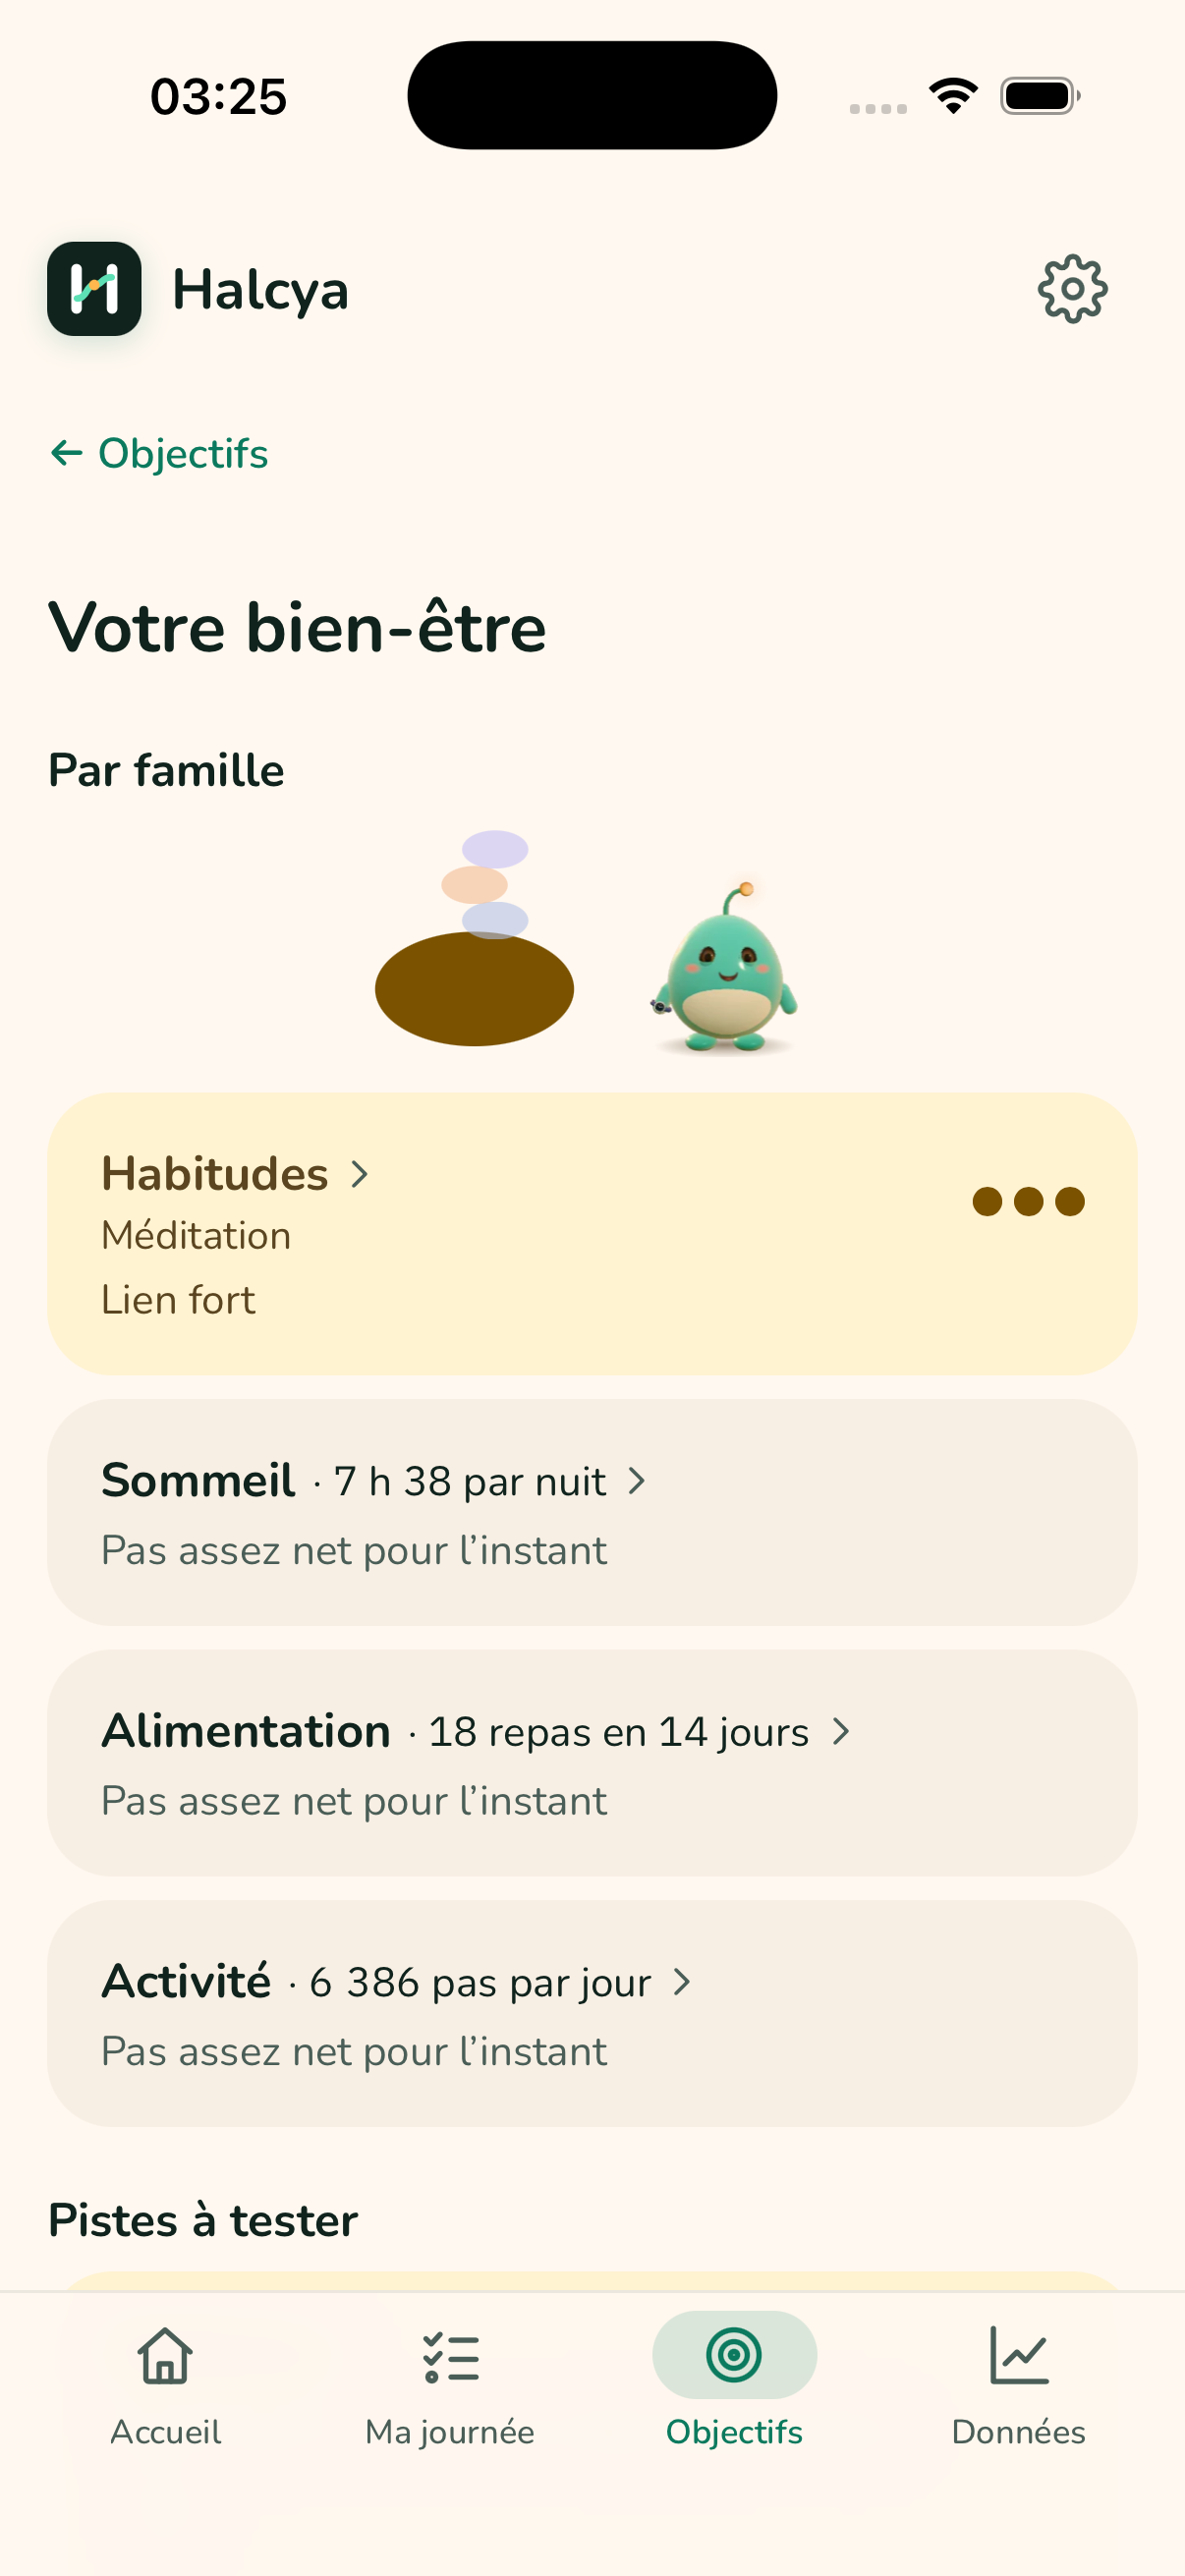 03:25
Halcya
← Objectifs
Votre bien-être
Par famille
Habitudes >
Méditation
Lien fort
Sommeil · 7 h 38 par nuit >
Pas assez net pour l’instant
Alimentation · 18 repas en 14 jours >
Pas assez net pour l’instant
Activité · 6 386 pas par jour >
Pas assez net pour l’instant
Pistes à tester
Accueil
Ma journée
Objectifs
Données